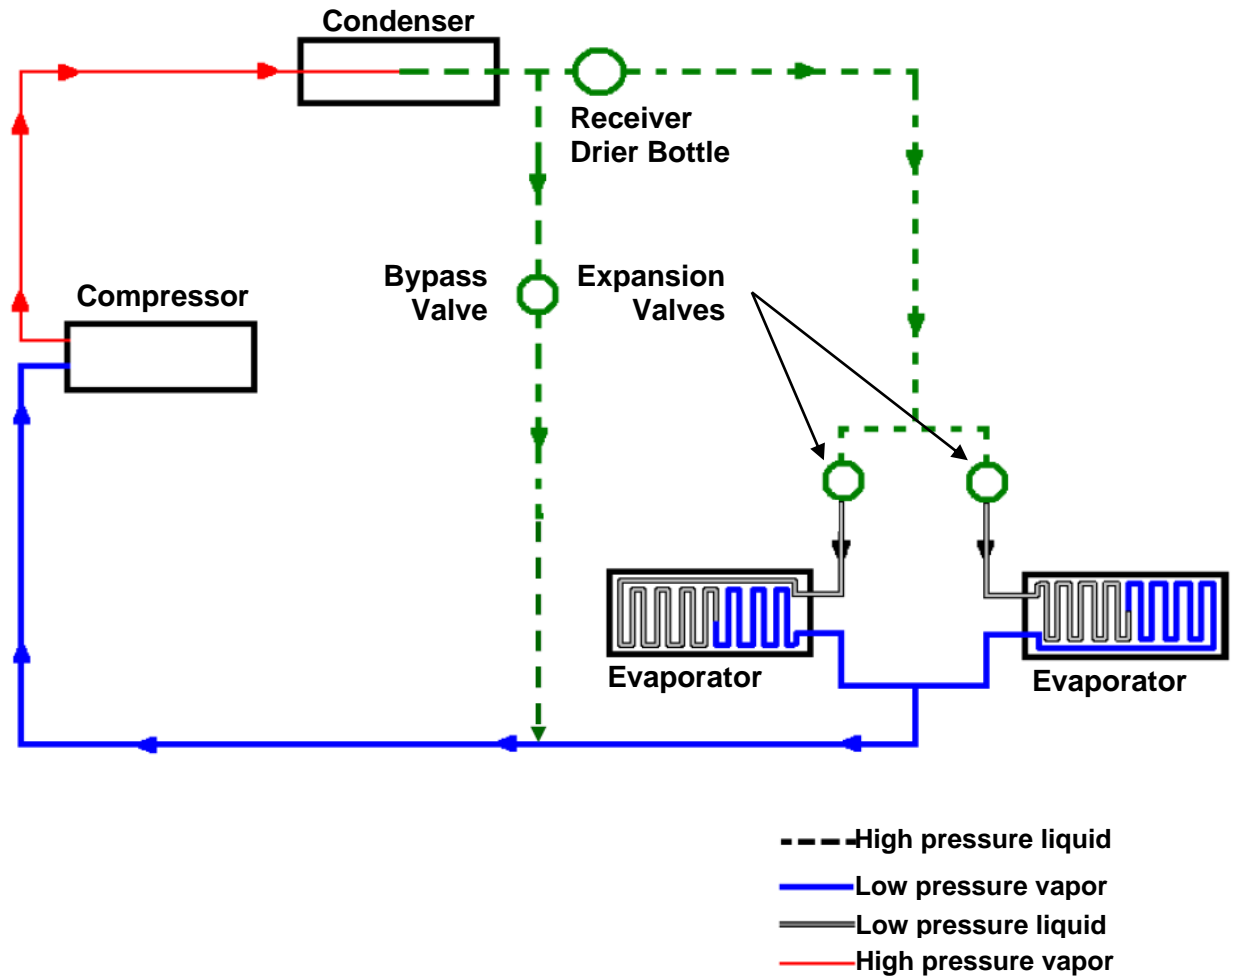 Condenser
Receiver
Drier Bottle
Bypass
Valve
Expansion
Valves
Compressor
Evaporator
Evaporator
High pressure liquid
Low pressure vapor
Low pressure liquid
High pressure vapor